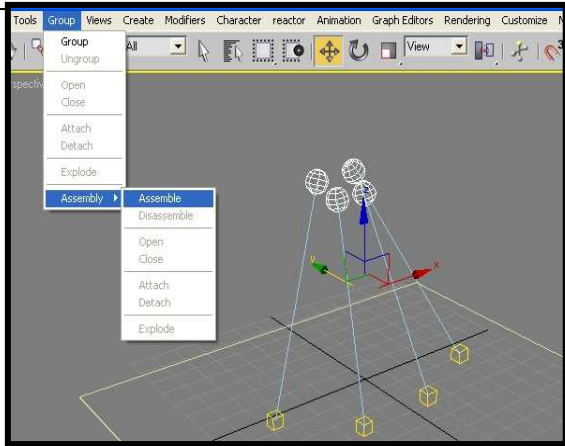 Tools Group Views Create Modifiers Character reactor Animation Graph Editors Rendering Customize
All View 3
Group
Ungroup
Open
Close
Attach
Detach
Explode
Assembly
Assemble
Disassemble
Open
Close
Attach
Detach
Explode
z
y
x